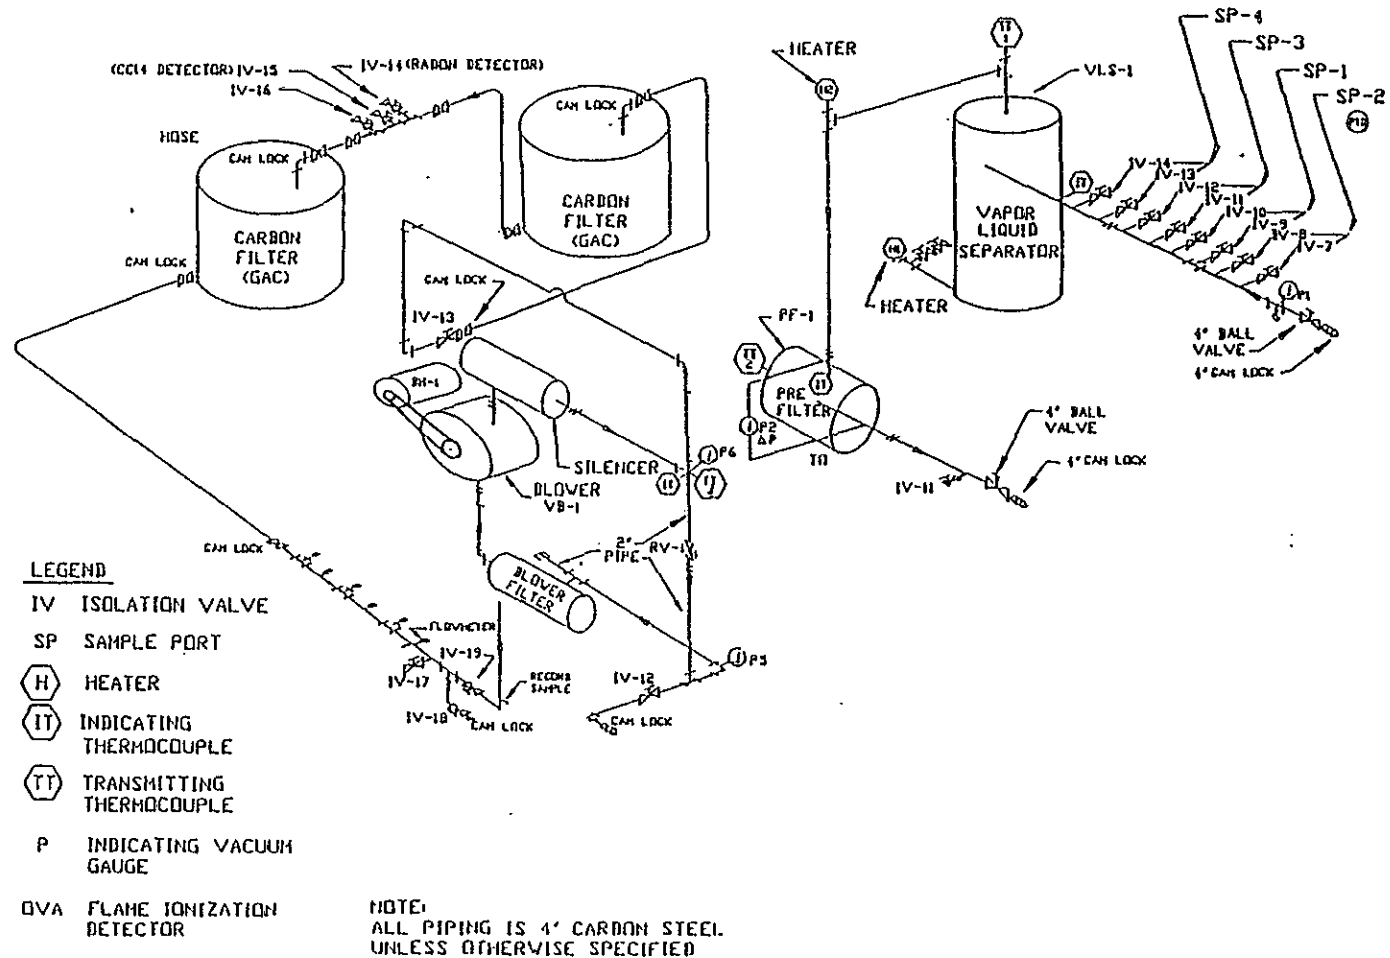 SP-4
HEATER
SP-3
(CCl4 DETECTOR) IV-15
IV-14 (RADON DETECTOR)
VLS-1
SP-1
IV-16
CAM LOCK
SP-2
HOSE
CAM LOCK
IV-14
IV-13
IV-12
IV-11
IV-10
IV-9
IV-8
IV-7
CARBON
FILTER
(GAC)
VAPOR
LIQUID
SEPARATOR
CARBON
FILTER
(GAC)
CAM LOCK
CAM LOCK
HEATER
P1
IV-13
PF-1
4" BALL
VALVE
4" CAM LOCK
TT
2
IT
PRE
FILTER
P2
ΔP
4" BALL
VALVE
P6
SILENCER
4" CAM LOCK
IT
IV-11
BLOWER
VB-1
CAM LOCK
2"
PIPE
RV-1
BLOWER
FILTER
LEGEND
IV ISOLATION VALVE
FLOWMETER
SP SAMPLE PORT
IV-19
P5
IV-17
IV-12
H HEATER
IV-18
CAM LOCK
CAM LOCK
IT INDICATING
THERMOCOUPLE
TT TRANSMITTING
THERMOCOUPLE
P INDICATING VACUUM
GAUGE
OVA FLAME IONIZATION
DETECTOR
NOTE:
ALL PIPING IS 4" CARBON STEEL
UNLESS OTHERWISE SPECIFIED